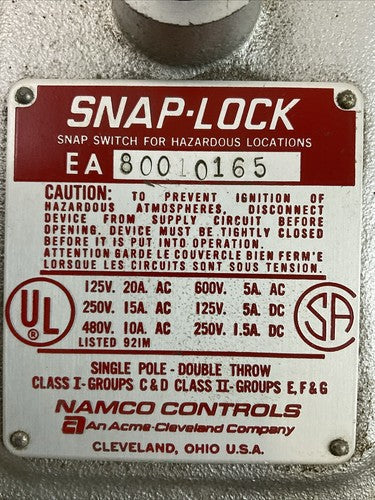 SNAP-LOCK
SNAP SWITCH FOR HAZARDOUS LOCATIONS
EA 80010165
CAUTION: TO PREVENT IGNITION OF
HAZARDOUS ATMOSPHERES, DISCONNECT
DEVICE FROM SUPPLY CIRCUIT BEFORE
OPENING. DEVICE MUST BE TIGHTLY CLOSED
BEFORE IT IS PUT INTO OPERATION.
ATTENTION GARDE LE COUVERCLE BIEN FERM'E
LORSQUE LES CIRCUITS SONT SOUS TENSION.
UL
®
125V. 20A. AC 600V. 5A. AC
250V. 15A. AC 125V. 5A. DC
480V. 10A. AC 250V. 1.5A. DC
LISTED 921M
SA
SINGLE POLE - DOUBLE THROW
CLASS I-GROUPS C & D CLASS II-GROUPS E, F & G
NAMCO CONTROLS
a An Acme-Cleveland Company
CLEVELAND, OHIO U.S.A.